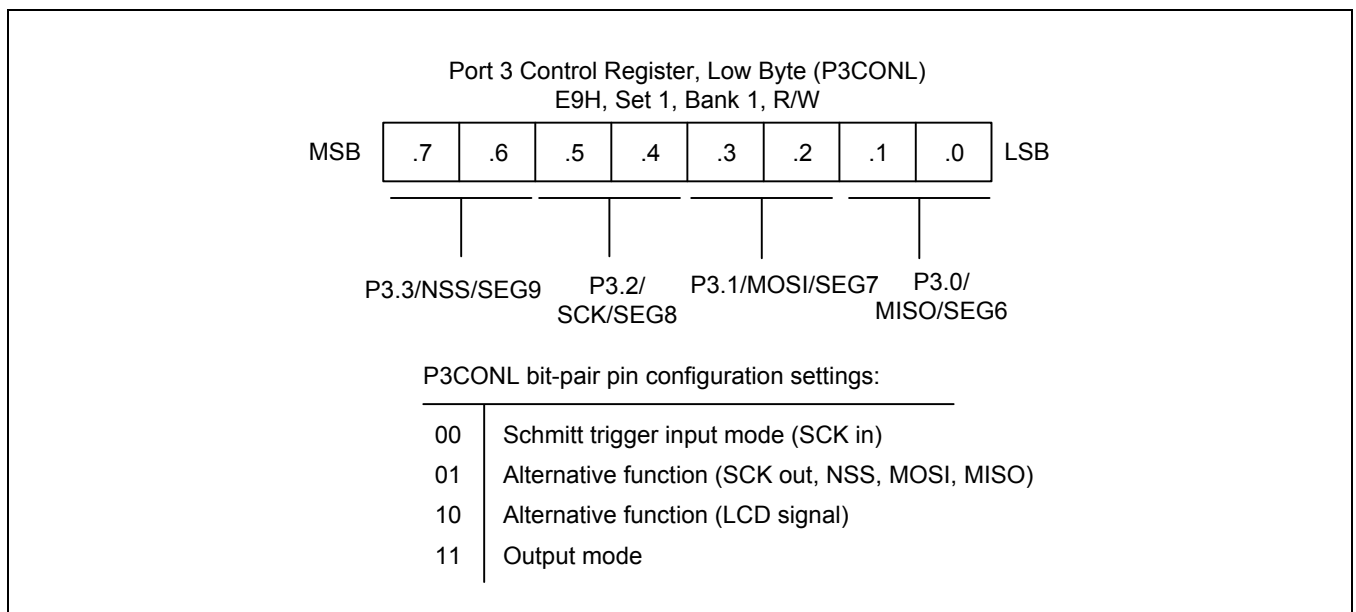 Port 3 Control Register, Low Byte (P3CONL)
E9H, Set 1, Bank 1, R/W
MSB .7 .6 .5 .4 .3 .2 .1 .0 LSB
P3.3/NSS/SEG9
P3.2/
SCK/SEG8
P3.1/MOSI/SEG7
P3.0/
MISO/SEG6
P3CONL bit-pair pin configuration settings:
00 Schmitt trigger input mode (SCK in)
01 Alternative function (SCK out, NSS, MOSI, MISO)
10 Alternative function (LCD signal)
11 Output mode